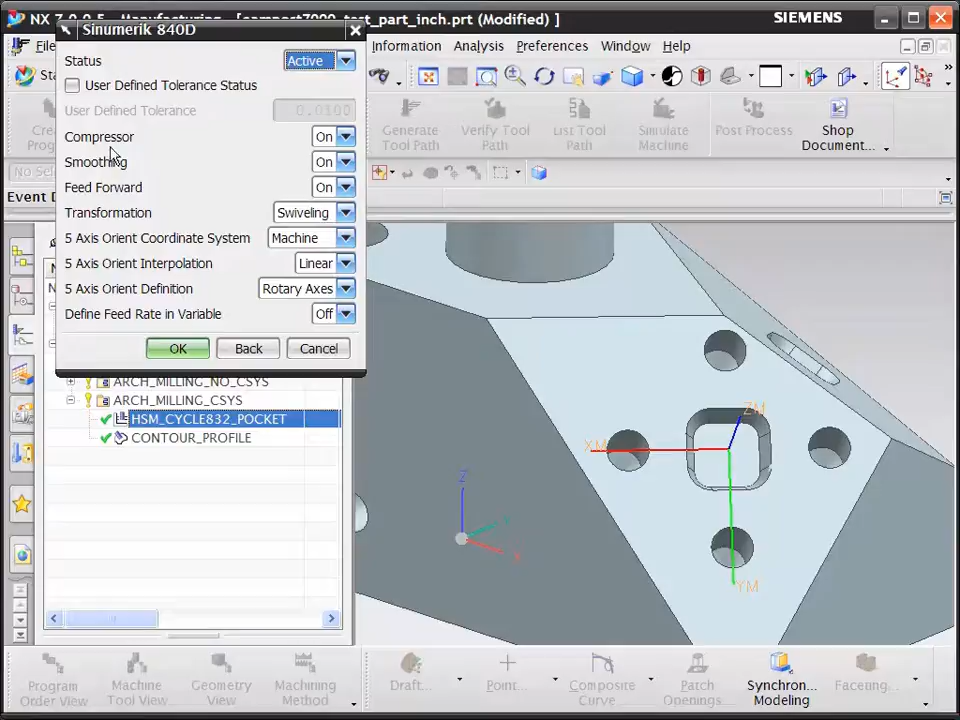 NX 7.0.5 - Manufacturing - [campost7000_test_part_inch.prt (Modified) ]
SIEMENS
Sinumerik 840D
Information Analysis Preferences Window Help
Status Active
User Defined Tolerance Status
User Defined Tolerance 0.0100
Compressor On
Smoothing On
Feed Forward On
Transformation Swiveling
5 Axis Orient Coordinate System Machine
5 Axis Orient Interpolation Linear
5 Axis Orient Definition Rotary Axes
Define Feed Rate in Variable Off
OK Back Cancel
Generate Tool Path
Verify Tool Path
List Tool Path
Simulate Machine
Post Process
Shop Document...
No Sel
Event D
ARCH_MILLING_NO_CSYS
ARCH_MILLING_CSYS
HSM_CYCLE832_POCKET
CONTOUR_PROFILE
ZM
XM
YM
Z
Y
X
Program Order View
Machine Tool View
Geometry View
Machining Method
Draft...
Point...
Composite Curve
Patch Openings
Synchron... Modeling
Faceting...